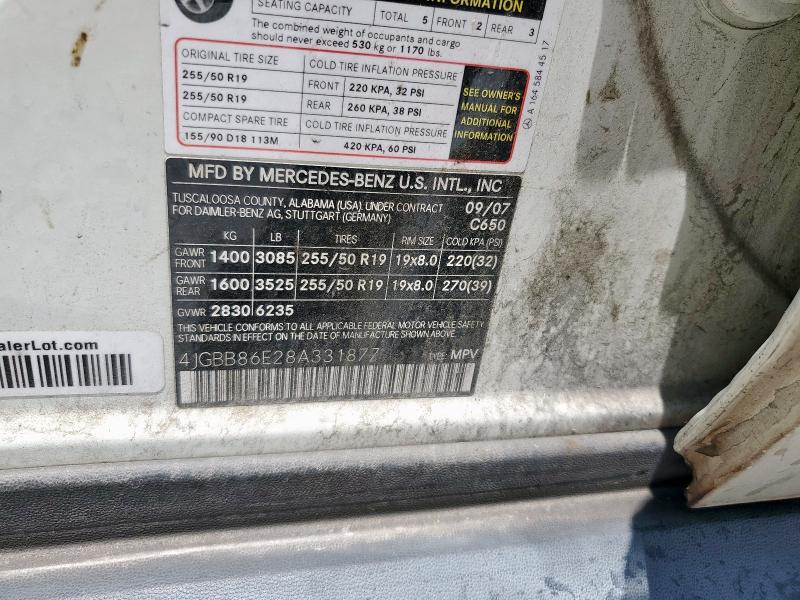 INFORMATION
SEATING CAPACITY TOTAL 5 FRONT 2 REAR 3
The combined weight of occupants and cargo
should never exceed 530 kg or 1170 lbs.
ORIGINAL TIRE SIZE COLD TIRE INFLATION PRESSURE
255/50 R19 FRONT 220 KPA, 32 PSI
255/50 R19 REAR 260 KPA, 38 PSI
COMPACT SPARE TIRE COLD TIRE INFLATION PRESSURE
155/90 D18 113M 420 KPA, 60 PSI
SEE OWNER'S
MANUAL FOR
ADDITIONAL
INFORMATION
A 164 584 45 17
MFD BY MERCEDES-BENZ U.S. INTL., INC
TUSCALOOSA COUNTY, ALABAMA (USA). UNDER CONTRACT 09/07
FOR DAIMLER-BENZ AG, STUTTGART (GERMANY) C650
KG LB TIRES RIM SIZE COLD KPA (PSI)
GAWR FRONT 1400 3085 255/50 R19 19x8.0 220(32)
GAWR REAR 1600 3525 255/50 R19 19x8.0 270(39)
GVWR 2830 6235
THIS VEHICLE CONFORMS TO ALL APPLICABLE FEDERAL MOTOR VEHICLE SAFETY
STANDARDS IN EFFECT ON THE DATE OF MANUFACTURE SHOWN ABOVE.
4JGBB86E28A331877 TYPE: MPV
alerLot.com